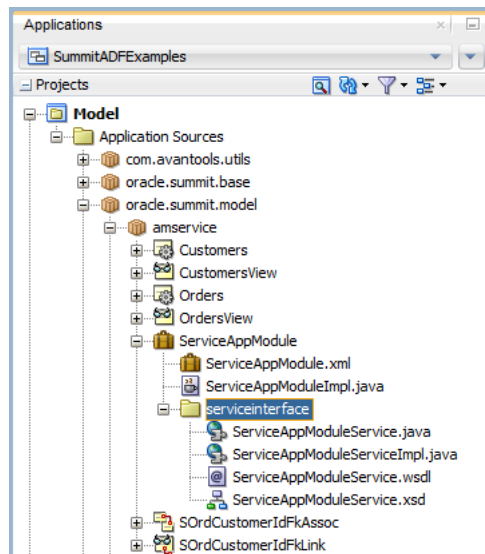 Applications
SummitADFExamples
Projects
Model
Application Sources
com.avantools.utils
oracle.summit.base
oracle.summit.model
amservice
Customers
CustomersView
Orders
OrdersView
ServiceAppModule
ServiceAppModule.xml
ServiceAppModuleImpl.java
serviceinterface
ServiceAppModuleService.java
ServiceAppModuleServiceImpl.java
ServiceAppModuleService.wsdl
ServiceAppModuleService.xsd
SOrdCustomerIdFkAssoc
SOrdCustomerIdFkLink